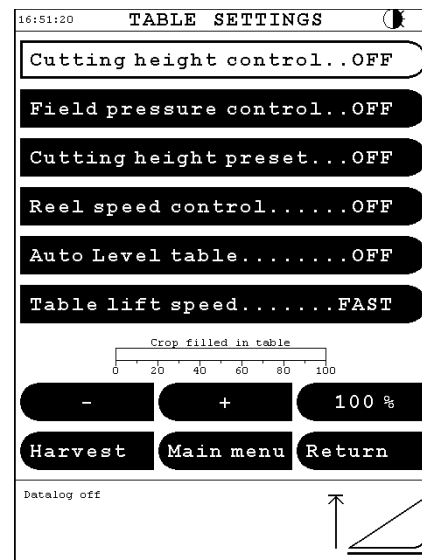 16:51:20 TABLE SETTINGS
Cutting height control..OFF
Field pressure control..OFF
Cutting height preset...OFF
Reel speed control......OFF
Auto Level table........OFF
Table lift speed.......FAST
Crop filled in table
0 20 40 60 80 100
- + 100 %
Harvest Main menu Return
Datalog off